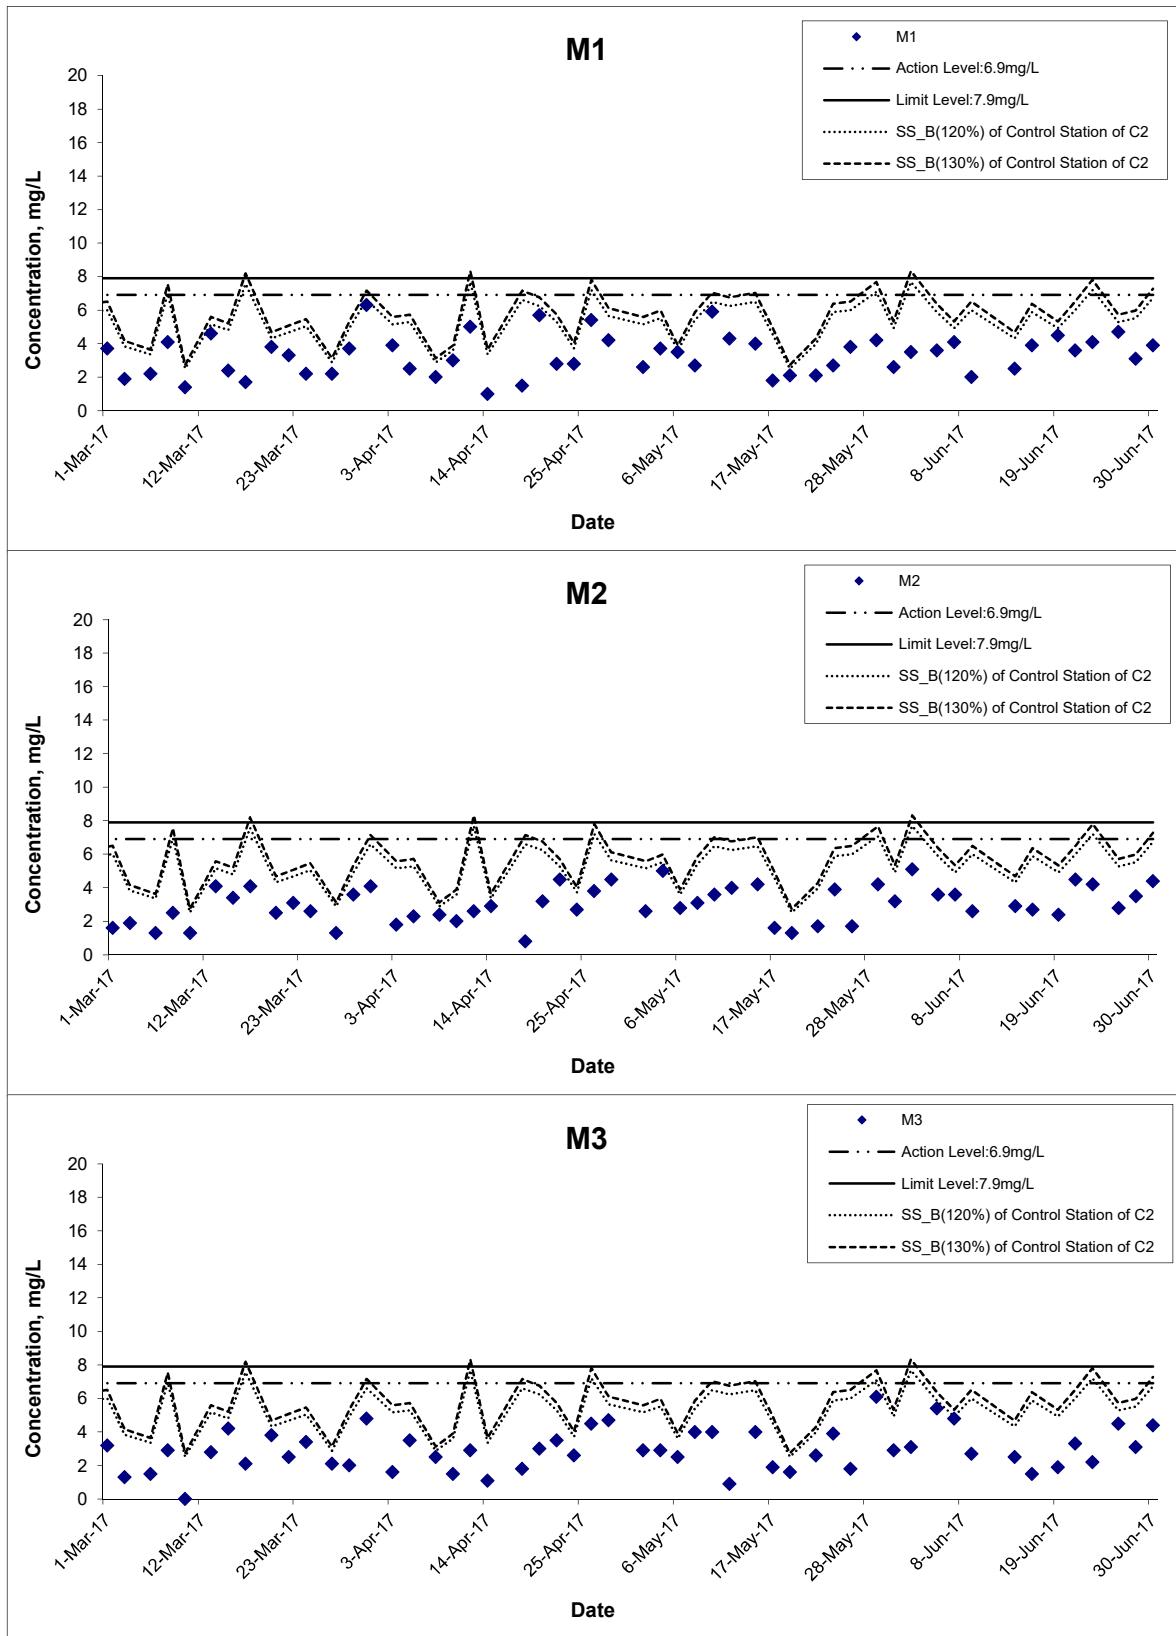 M1
M1
Action Level:6.9mg/L
Limit Level:7.9mg/L
SS_B(120%) of Control Station of C2
SS_B(130%) of Control Station of C2
Concentration, mg/L
20
18
16
14
12
10
8
6
4
2
0
1-Mar-17
12-Mar-17
23-Mar-17
3-Apr-17
14-Apr-17
25-Apr-17
6-May-17
17-May-17
28-May-17
8-Jun-17
19-Jun-17
30-Jun-17
Date
M2
M2
Action Level:6.9mg/L
Limit Level:7.9mg/L
SS_B(120%) of Control Station of C2
SS_B(130%) of Control Station of C2
Concentration, mg/L
20
18
16
14
12
10
8
6
4
2
0
1-Mar-17
12-Mar-17
23-Mar-17
3-Apr-17
14-Apr-17
25-Apr-17
6-May-17
17-May-17
28-May-17
8-Jun-17
19-Jun-17
30-Jun-17
Date
M3
M3
Action Level:6.9mg/L
Limit Level:7.9mg/L
SS_B(120%) of Control Station of C2
SS_B(130%) of Control Station of C2
Concentration, mg/L
20
18
16
14
12
10
8
6
4
2
0
1-Mar-17
12-Mar-17
23-Mar-17
3-Apr-17
14-Apr-17
25-Apr-17
6-May-17
17-May-17
28-May-17
8-Jun-17
19-Jun-17
30-Jun-17
Date